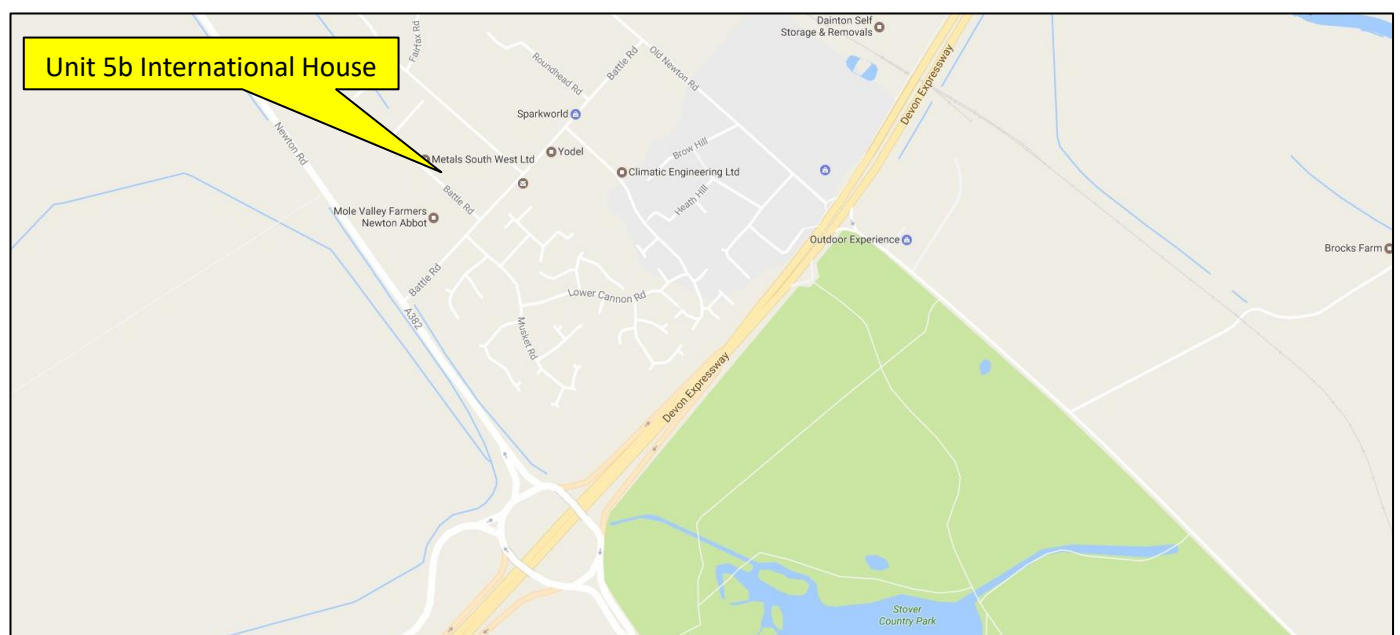 Dainton Self
Storage & Removals
Unit 5b International House
Fairfax Rd
Roundhead Rd
Battle Rd
Old Newton Rd
Devon Expressway
Sparkworld
Newton Rd
Metals South West Ltd
Yodel
Brow Hill
Climatic Engineering Ltd
Battle Rd
Heath Hill
Mole Valley Farmers
Newton Abbot
Outdoor Experience
Brocks Farm
Battle Rd
Lower Cannon Rd
A382
Musket Rd
Devon Expressway
Stover
Country Park